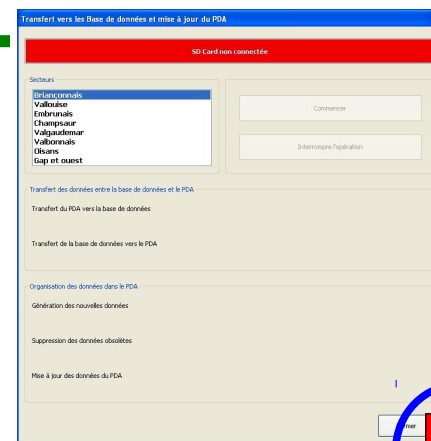 Transfert vers les Base de données et mise à jour du PDA
SD Card non connectée
Secteurs
Briançonnais
Vallouise
Embrunais
Champsaur
Valgaudemar
Valbonnais
Oisans
Gap et ouest
Commencer
Interrompre l'opération
Transfert des données entre la base de données et le PDA
Transfert du PDA vers la base de données
Transfert de la base de données vers le PDA
Organisation des données dans le PDA
Génération des nouvelles données
Suppression des données obsolètes
Mise à jour des données du PDA